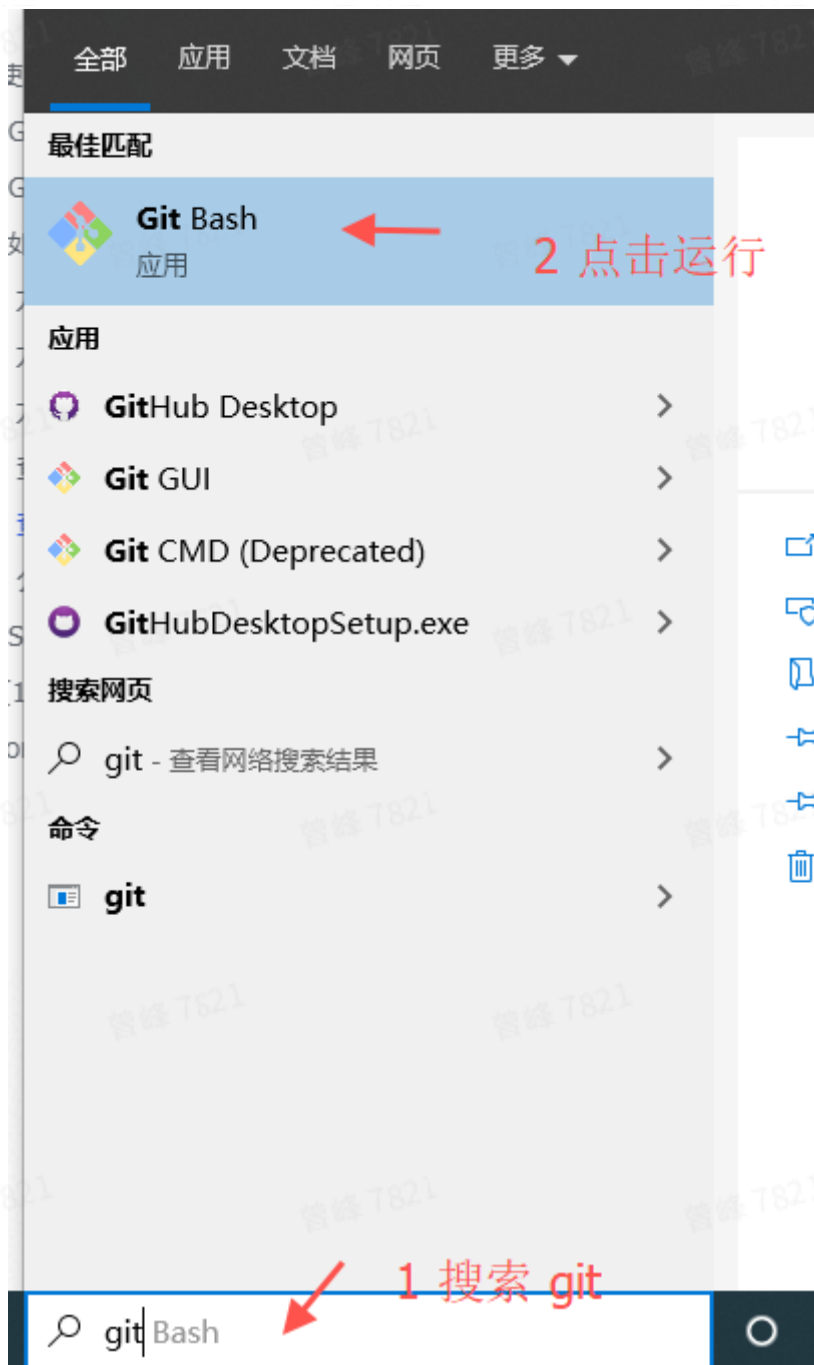 全部 应用 文档 网页 更多
最佳匹配
Git Bash
应用
2 点击运行
应用
GitHub Desktop
Git GUI
Git CMD (Deprecated)
GitHubDesktopSetup.exe
搜索网页
git - 查看网络搜索结果
命令
git
1 搜索 git
git Bash